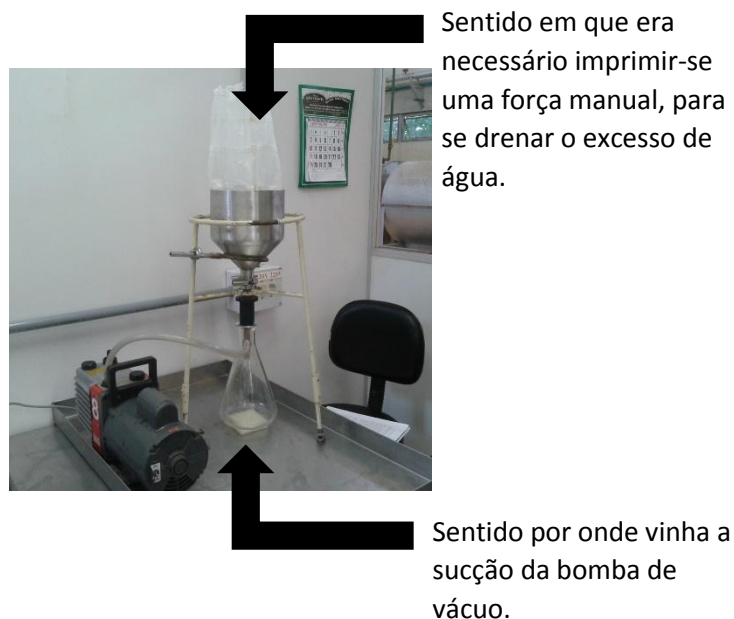 Sentido em que era
necessário imprimir-se
uma força manual, para
se drenar o excesso de
água.
Sentido por onde vinha a
sucção da bomba de
vácuo.